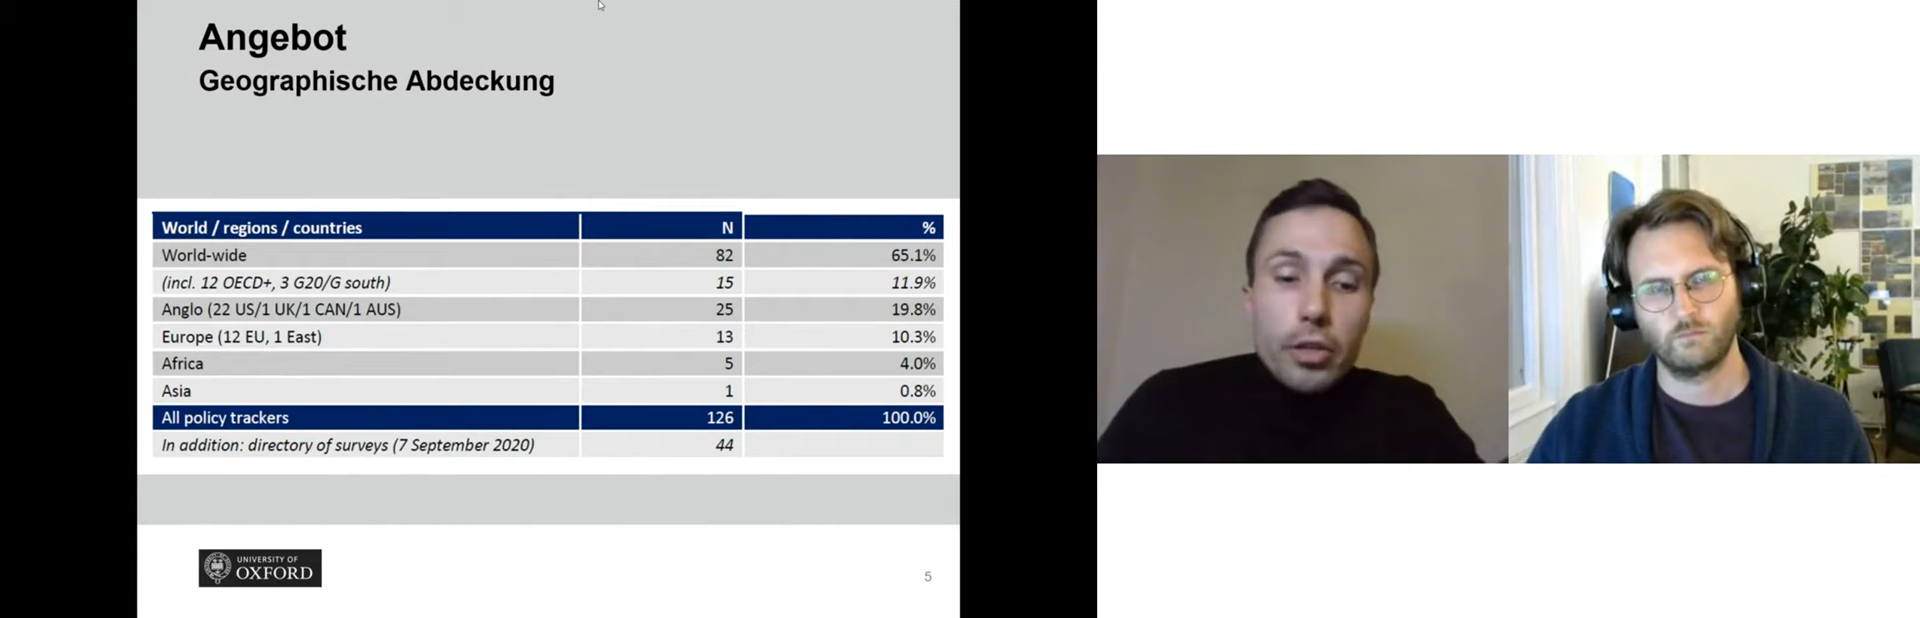 Angebot
Geographische Abdeckung
World / regions / countries N %
World-wide 82 65.1%
(incl. 12 OECD+, 3 G20/G south) 15 11.9%
Anglo (22 US/1 UK/1 CAN/1 AUS) 25 19.8%
Europe (12 EU, 1 East) 13 10.3%
Africa 5 4.0%
Asia 1 0.8%
All policy trackers 126 100.0%
In addition: directory of surveys (7 September 2020) 44
UNIVERSITY OF
OXFORD
5